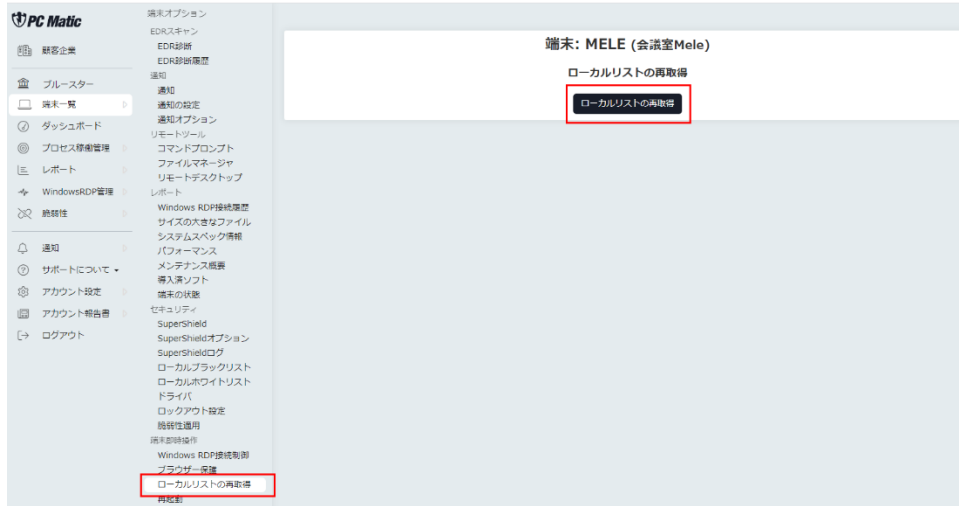 PC Matic
顧客企業
ブルースター
端末一覧
ダッシュボード
プロセス稼働管理
レポート
WindowsRDP管理
脆弱性
通知
サポートについて
アカウント設定
アカウント報告書
ログアウト
端末オプション
EDRスキャン
EDR診断
EDR診断履歴
通知
通知
通知の設定
通知オプション
リモートツール
コマンドプロンプト
ファイルマネージャ
リモートデスクトップ
レポート
Windows RDP接続履歴
サイズの大きなファイル
システムスペック情報
パフォーマンス
メンテナンス概要
導入済ソフト
端末の状態
セキュリティ
SuperShield
SuperShieldオプション
SuperShieldログ
ローカルブラックリスト
ローカルホワイトリスト
ドライバ
ロックアウト設定
脆弱性適用
端末即時操作
Windows RDP接続制御
ブラウザー保護
ローカルリストの再取得
再起動
端末: MELE (会議室Mele)
ローカルリストの再取得
ローカルリストの再取得